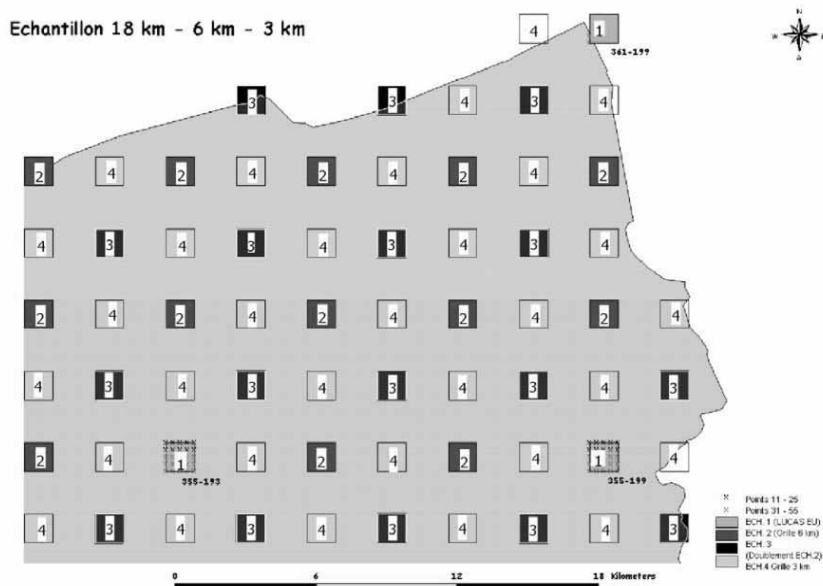 Echantillon 18 km - 6 km - 3 km
N
W
4 1
361-199
3 3 4 3 4
2 4 2 4 2 4 2 4 2
4 3 4 3 4 3 4 3 4
2 4 2 4 2 4 2 4 2 4
4 3 4 3 4 3 4 3 4 3
2 4 1 4 2 4 2 4 1 4
355-193 355-199
4 3 4 3 4 3 4 3 4 3
Points 11 - 25
Points 31 - 55
ECH. 1 (LUCAS EU)
ECH. 2 (Grille 6 km)
ECH. 3
(Doublement ECH.2)
ECH.4 Grille 3 km
0 6 12 18 Kilometers